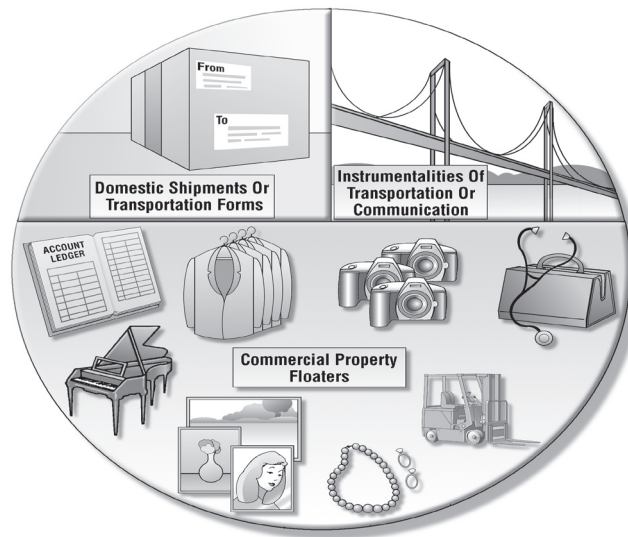 From
To
Domestic Shipments Or
Transportation Forms
Instrumentalities Of
Transportation Or
Communication
ACCOUNT
LEDGER
Commercial Property
Floaters